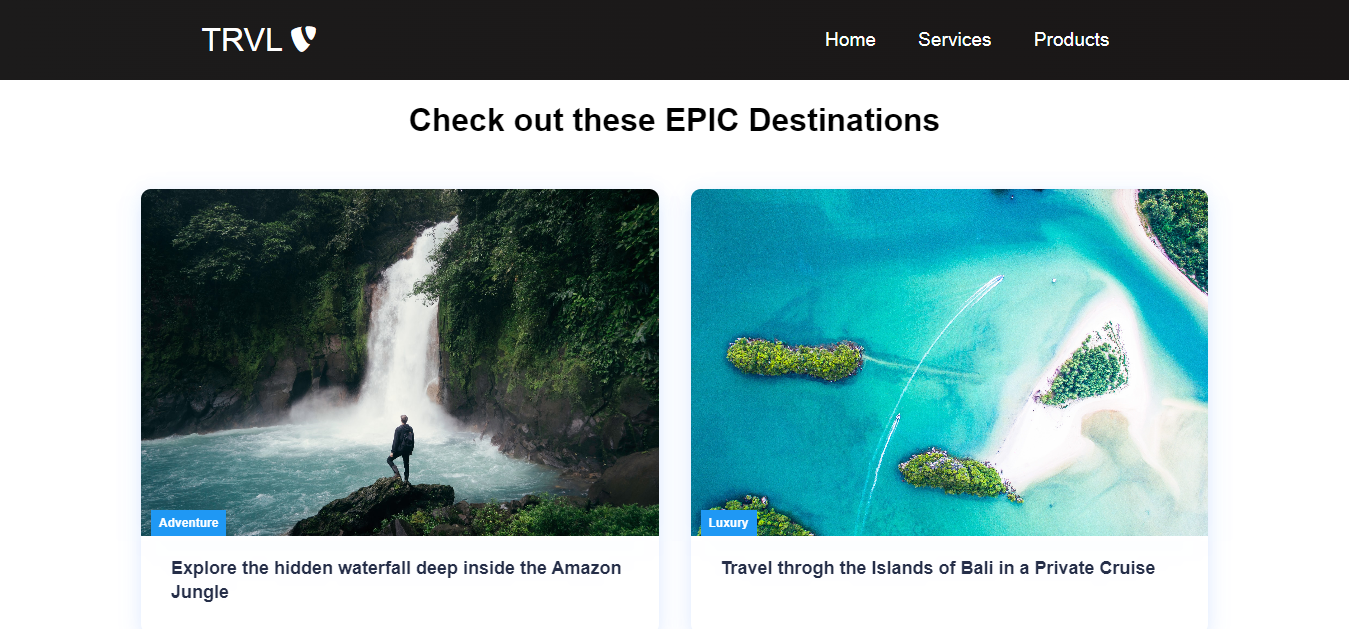 TRVL
Home Services Products
Check out these EPIC Destinations
Adventure
Luxury
Explore the hidden waterfall deep inside the Amazon
Jungle
Travel throgh the Islands of Bali in a Private Cruise